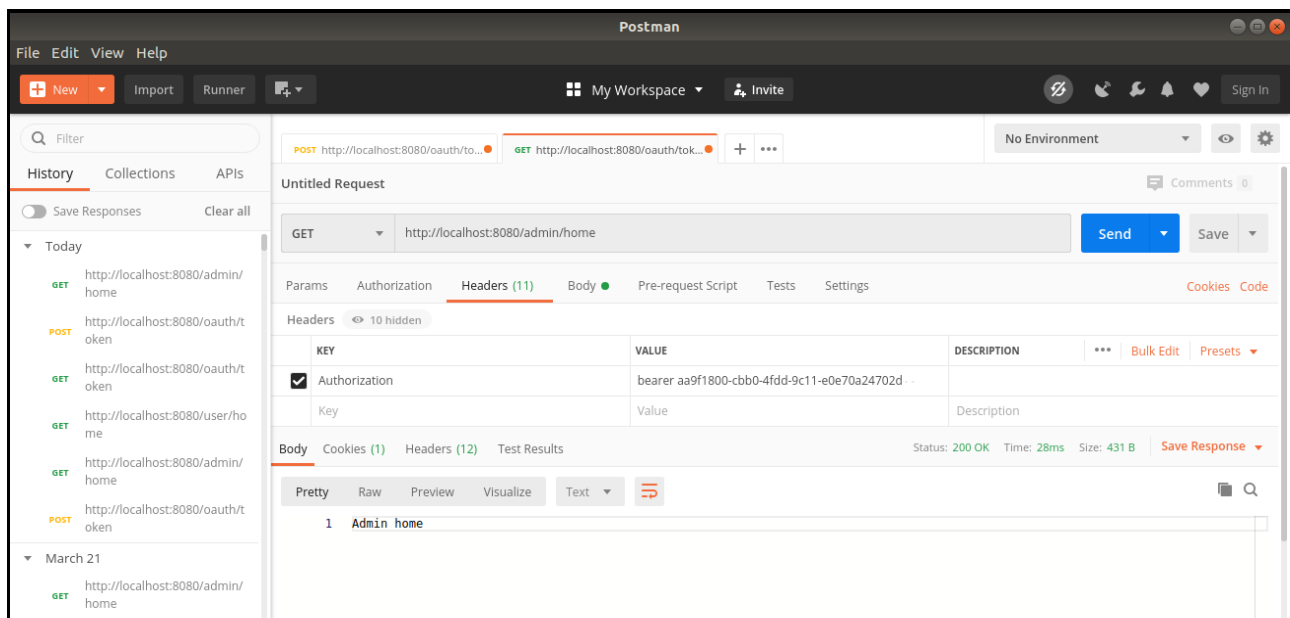 Postman
File Edit View Help
New Import Runner My Workspace Invite Sign In
Filter
History Collections APIs
Save Responses Clear all
Today
GET http://localhost:8080/admin/
home
POST http://localhost:8080/oauth/t
oken
GET http://localhost:8080/oauth/t
oken
GET http://localhost:8080/user/ho
me
GET http://localhost:8080/admin/
home
POST http://localhost:8080/oauth/t
oken
March 21
GET http://localhost:8080/admin/
home
POST http://localhost:8080/oauth/to... GET http://localhost:8080/oauth/tok... + ••• No Environment
Untitled Request Comments 0
GET http://localhost:8080/admin/home Send Save
Params Authorization Headers (11) Body Pre-request Script Tests Settings Cookies Code
Headers 10 hidden
KEY VALUE DESCRIPTION ••• Bulk Edit Presets
Authorization bearer aa9f1800-cbb0-4fdd-9c11-e0e70a24702d
Key Value Description
Body Cookies (1) Headers (12) Test Results Status: 200 OK Time: 28ms Size: 431 B Save Response
Pretty Raw Preview Visualize Text
1 Admin home